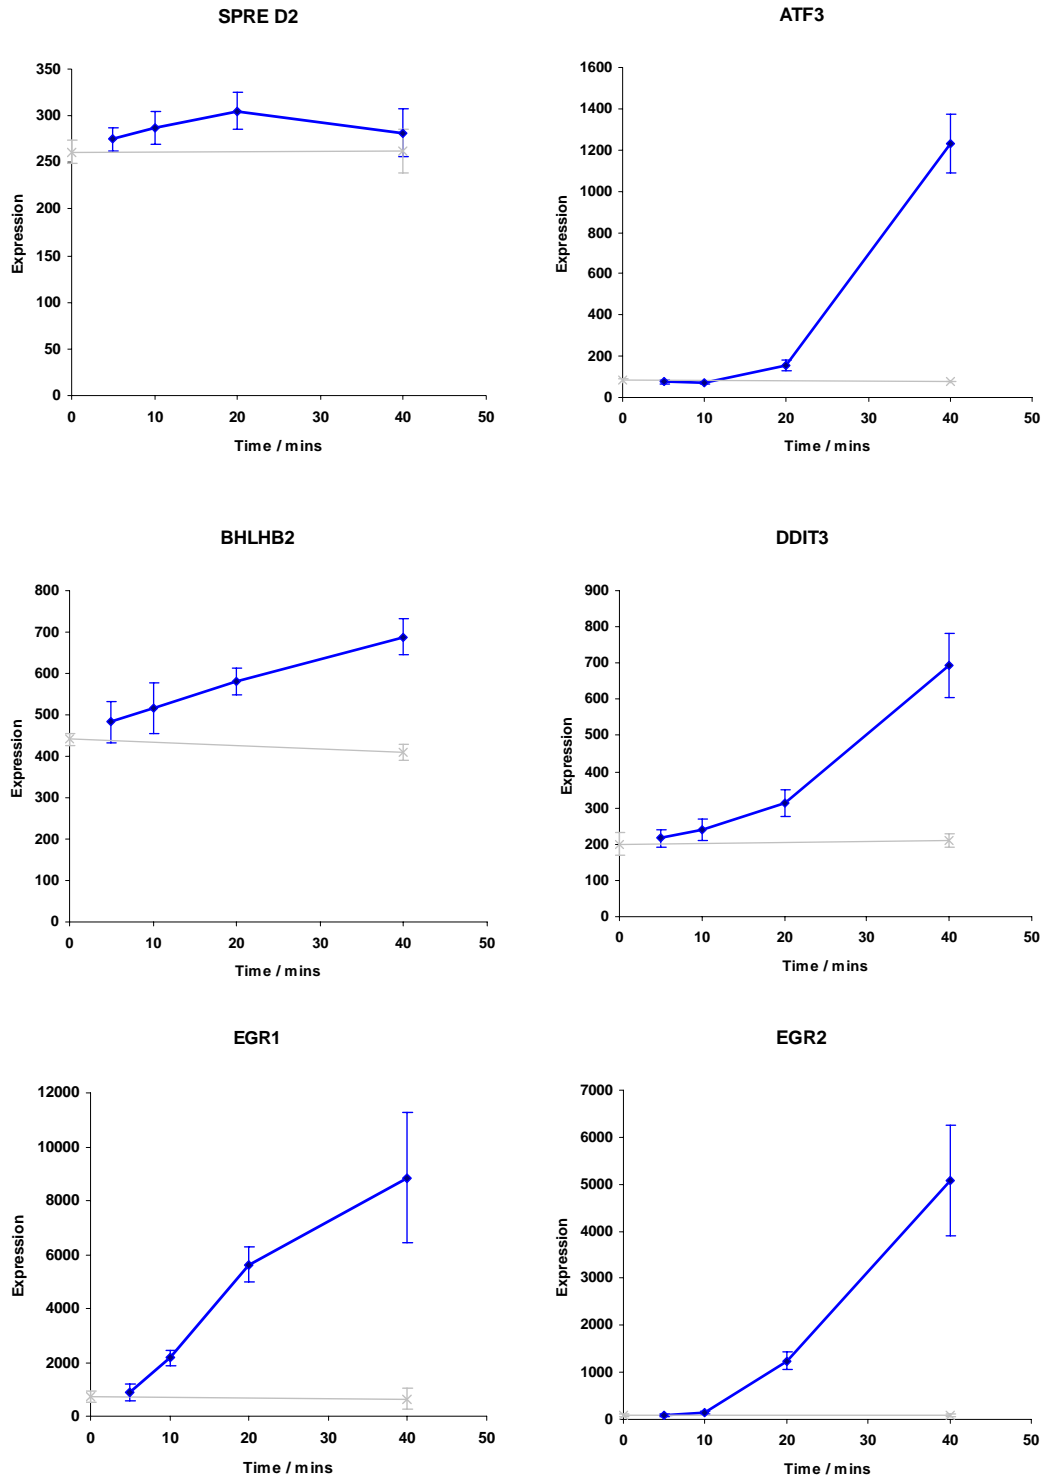 SPRE D2
350
300
250
200
150
100
50
0
Expression
0 10 20 30 40 50
Time / mins
ATF3
1600
1400
1200
1000
800
600
400
200
0
Expression
0 10 20 30 40 50
Time / mins
BHLHB2
800
700
600
500
400
300
200
100
0
Expression
0 10 20 30 40 50
Time / mins
DDIT3
900
800
700
600
500
400
300
200
100
0
Expression
0 10 20 30 40 50
Time / mins
EGR1
12000
10000
8000
6000
4000
2000
0
Expression
0 10 20 30 40 50
Time / mins
EGR2
7000
6000
5000
4000
3000
2000
1000
0
Expression
0 10 20 30 40 50
Time / mins